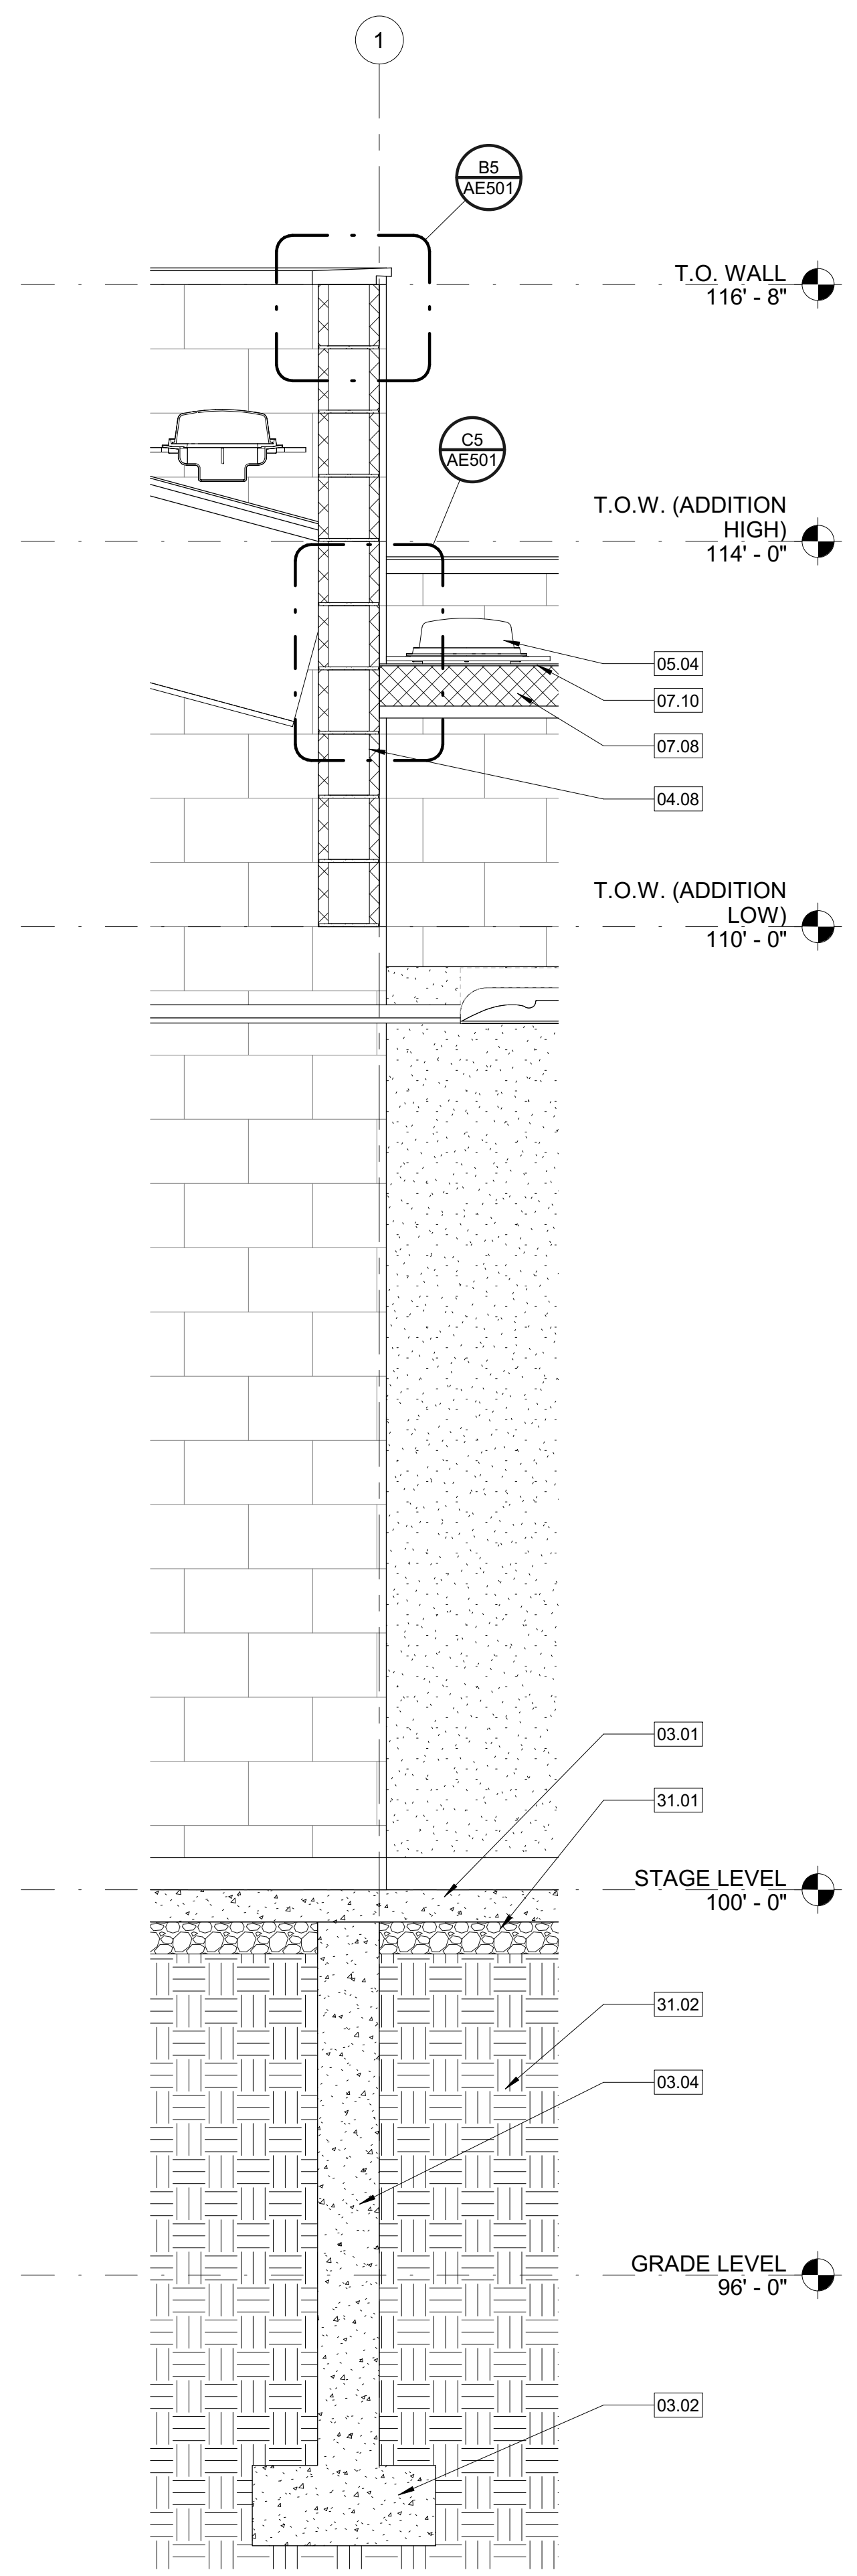 1
B5
AE501
T.O. WALL
116' - 8"
C5
AE501
T.O.W. (ADDITION
HIGH)
114' - 0"
05.04
07.10
07.08
04.08
T.O.W. (ADDITION
LOW)
110' - 0"
03.01
31.01
STAGE LEVEL
100' - 0"
31.02
03.04
GRADE LEVEL
96' - 0"
03.02